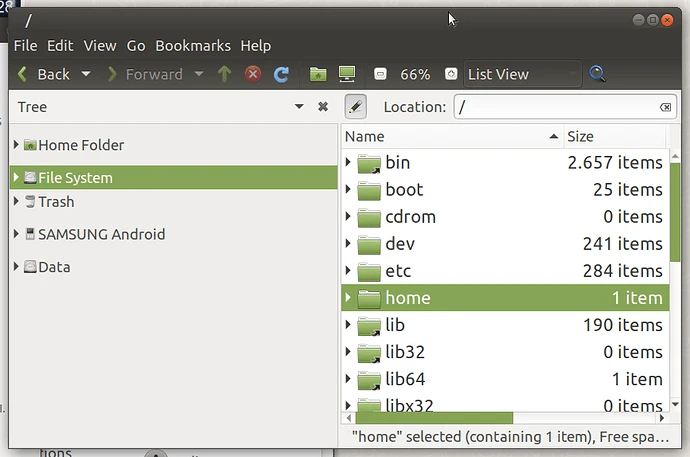 28
/
File Edit View Go Bookmarks Help
Back Forward 66% List View
Tree
Location: /
Home Folder
File System
Trash
SAMSUNG Android
Data
Name Size
bin 2.657 items
boot 25 items
cdrom 0 items
dev 241 items
etc 284 items
home 1 item
lib 190 items
lib32 0 items
lib64 1 item
libx32 0 items
"home" selected (containing 1 item), Free spa...
tions